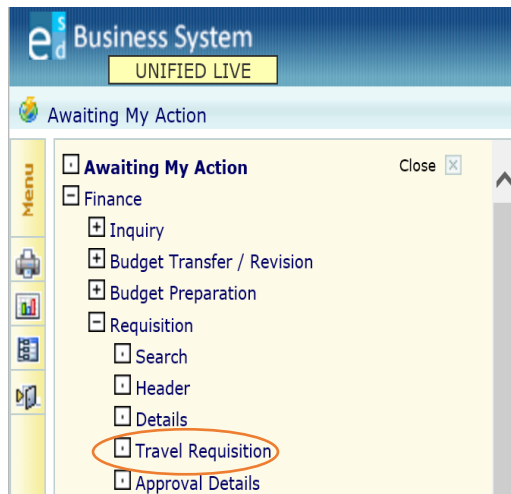 esd Business System
UNIFIED LIVE
Awaiting My Action
Menu
Awaiting My Action Close
Finance
Inquiry
Budget Transfer / Revision
Budget Preparation
Requisition
Search
Header
Details
Travel Requisition
Approval Details